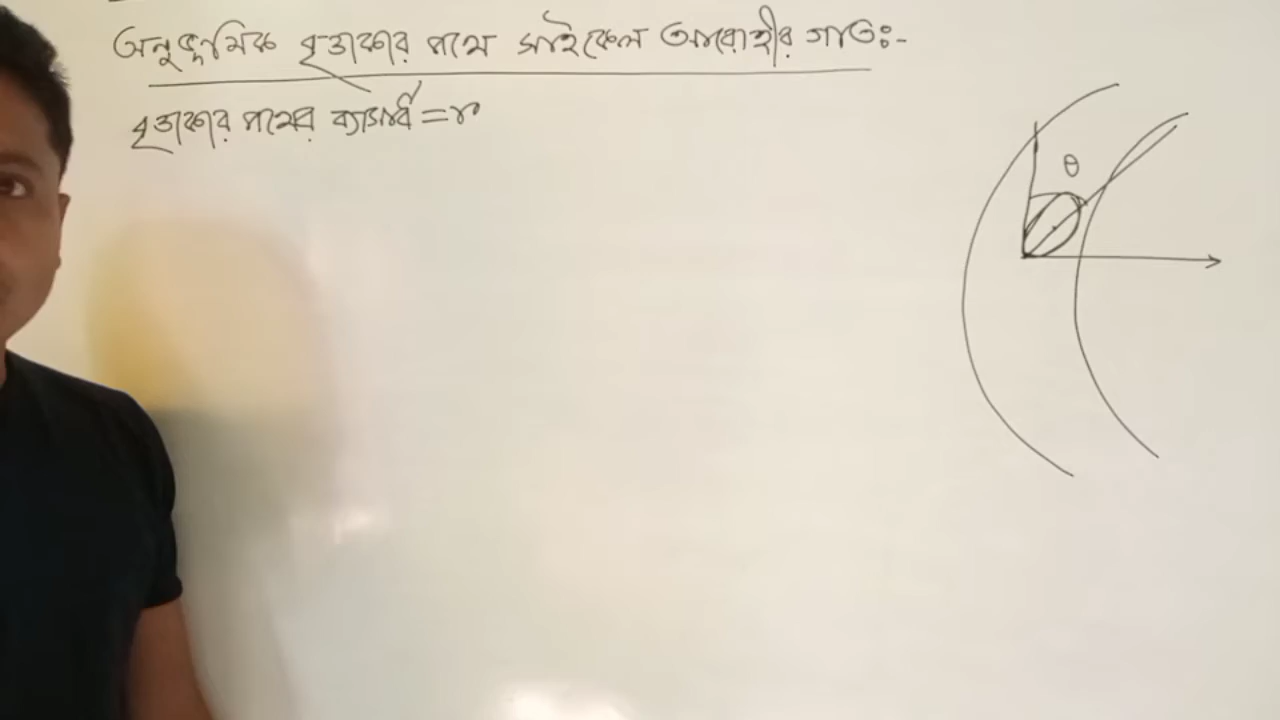 অনুভূমিক বৃত্তাকার পথে সাইকেল আরোহীর গতিঃ-
বৃত্তাকার পথের ব্যাসার্ধ = r
θ